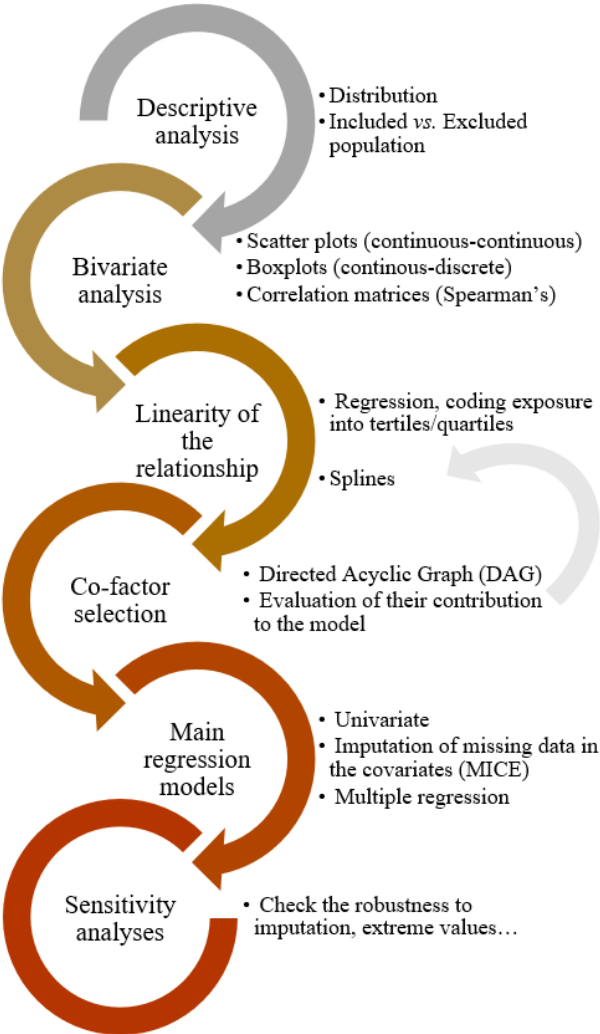 Descriptive
analysis
• Distribution
• Included vs. Excluded
population
Bivariate
analysis
• Scatter plots (continuous-continuous)
• Boxplots (continous-discrete)
• Correlation matrices (Spearman's)
Linearity of
the
relationship
• Regression, coding exposure
into tertiles/quartiles
• Splines
Co-factor
selection
• Directed Acyclic Graph (DAG)
• Evaluation of their contribution
to the model
Main
regression
models
• Univariate
• Imputation of missing data in
the covariates (MICE)
• Multiple regression
Sensitivity
analyses
• Check the robustness to
imputation, extreme values…